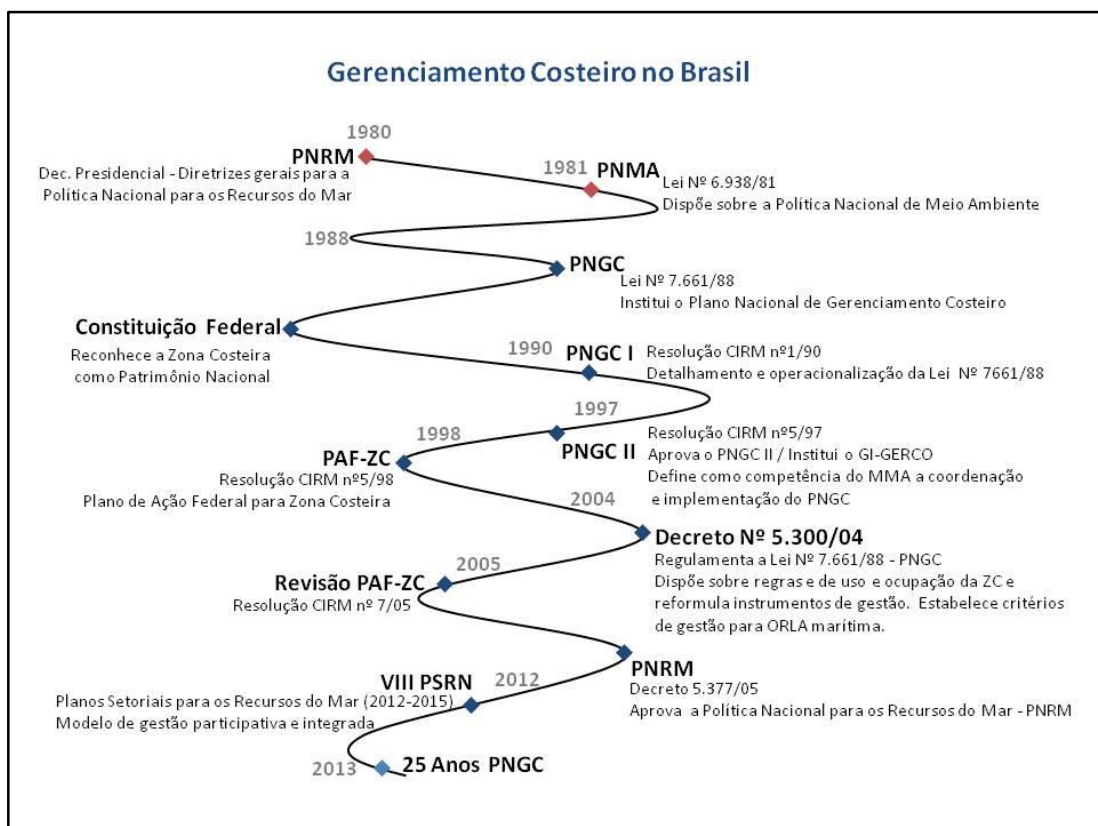 Gerenciamento Costeiro no Brasil
1980
PNRM
Dec. Presidencial - Diretrizes gerais para a
Política Nacional para os Recursos do Mar
1981
PNMA
Lei Nº 6.938/81
Dispõe sobre a Política Nacional de Meio Ambiente
1988
PNGC
Lei Nº 7.661/88
Institui o Plano Nacional de Gerenciamento Costeiro
Constituição Federal
Reconhece a Zona Costeira
como Patrimônio Nacional
1990
PNGC I
Resolução CIRM nº1/90
Detalhamento e operacionalização da Lei Nº 7661/88
1997
PNGC II
Resolução CIRM nº5/97
Aprova o PNGC II / Institui o GI-GERCO
Define como competência do MMA a coordenação
e implementação do PNGC
1998
PAF-ZC
Resolução CIRM nº5/98
Plano de Ação Federal para Zona Costeira
2004
Decreto Nº 5.300/04
Regulamenta a Lei Nº 7.661/88 - PNGC
Dispõe sobre regras e de uso e ocupação da ZC e
reformula instrumentos de gestão. Estabelece critérios
de gestão para ORLA marítima.
2005
Revisão PAF-ZC
Resolução CIRM nº 7/05
PNRM
Decreto 5.377/05
Aprova a Política Nacional para os Recursos do Mar - PNRM
2012
VIII PSRN
Planos Setoriais para os Recursos do Mar (2012-2015)
Modelo de gestão participativa e integrada
2013
25 Anos PNGC